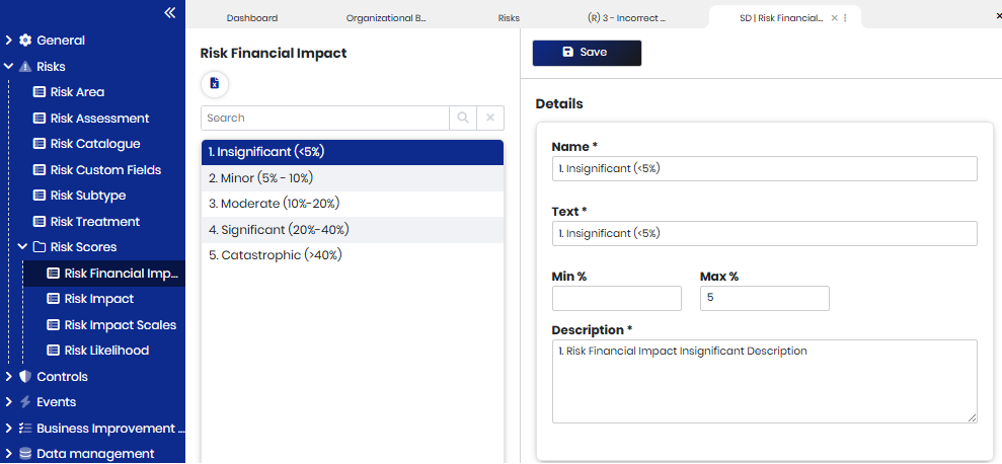 Dashboard
Organizational B...
Risks
(R) 3 - Incorrect ...
SD | Risk Financial...
General
Risks
Risk Area
Risk Assessment
Risk Catalogue
Risk Custom Fields
Risk Subtype
Risk Treatment
Risk Scores
Risk Financial Imp...
Risk Impact
Risk Impact Scales
Risk Likelihood
Controls
Events
Business Improvement ...
Data management
Risk Financial Impact
Search
1. Insignificant (<5%)
2. Minor (5% - 10%)
3. Moderate (10%-20%)
4. Significant (20%-40%)
5. Catastrophic (>40%)
Save
Details
Name *
1. Insignificant (<5%)
Text *
1. Insignificant (<5%)
Min %
Max %
5
Description *
1. Risk Financial Impact Insignificant Description